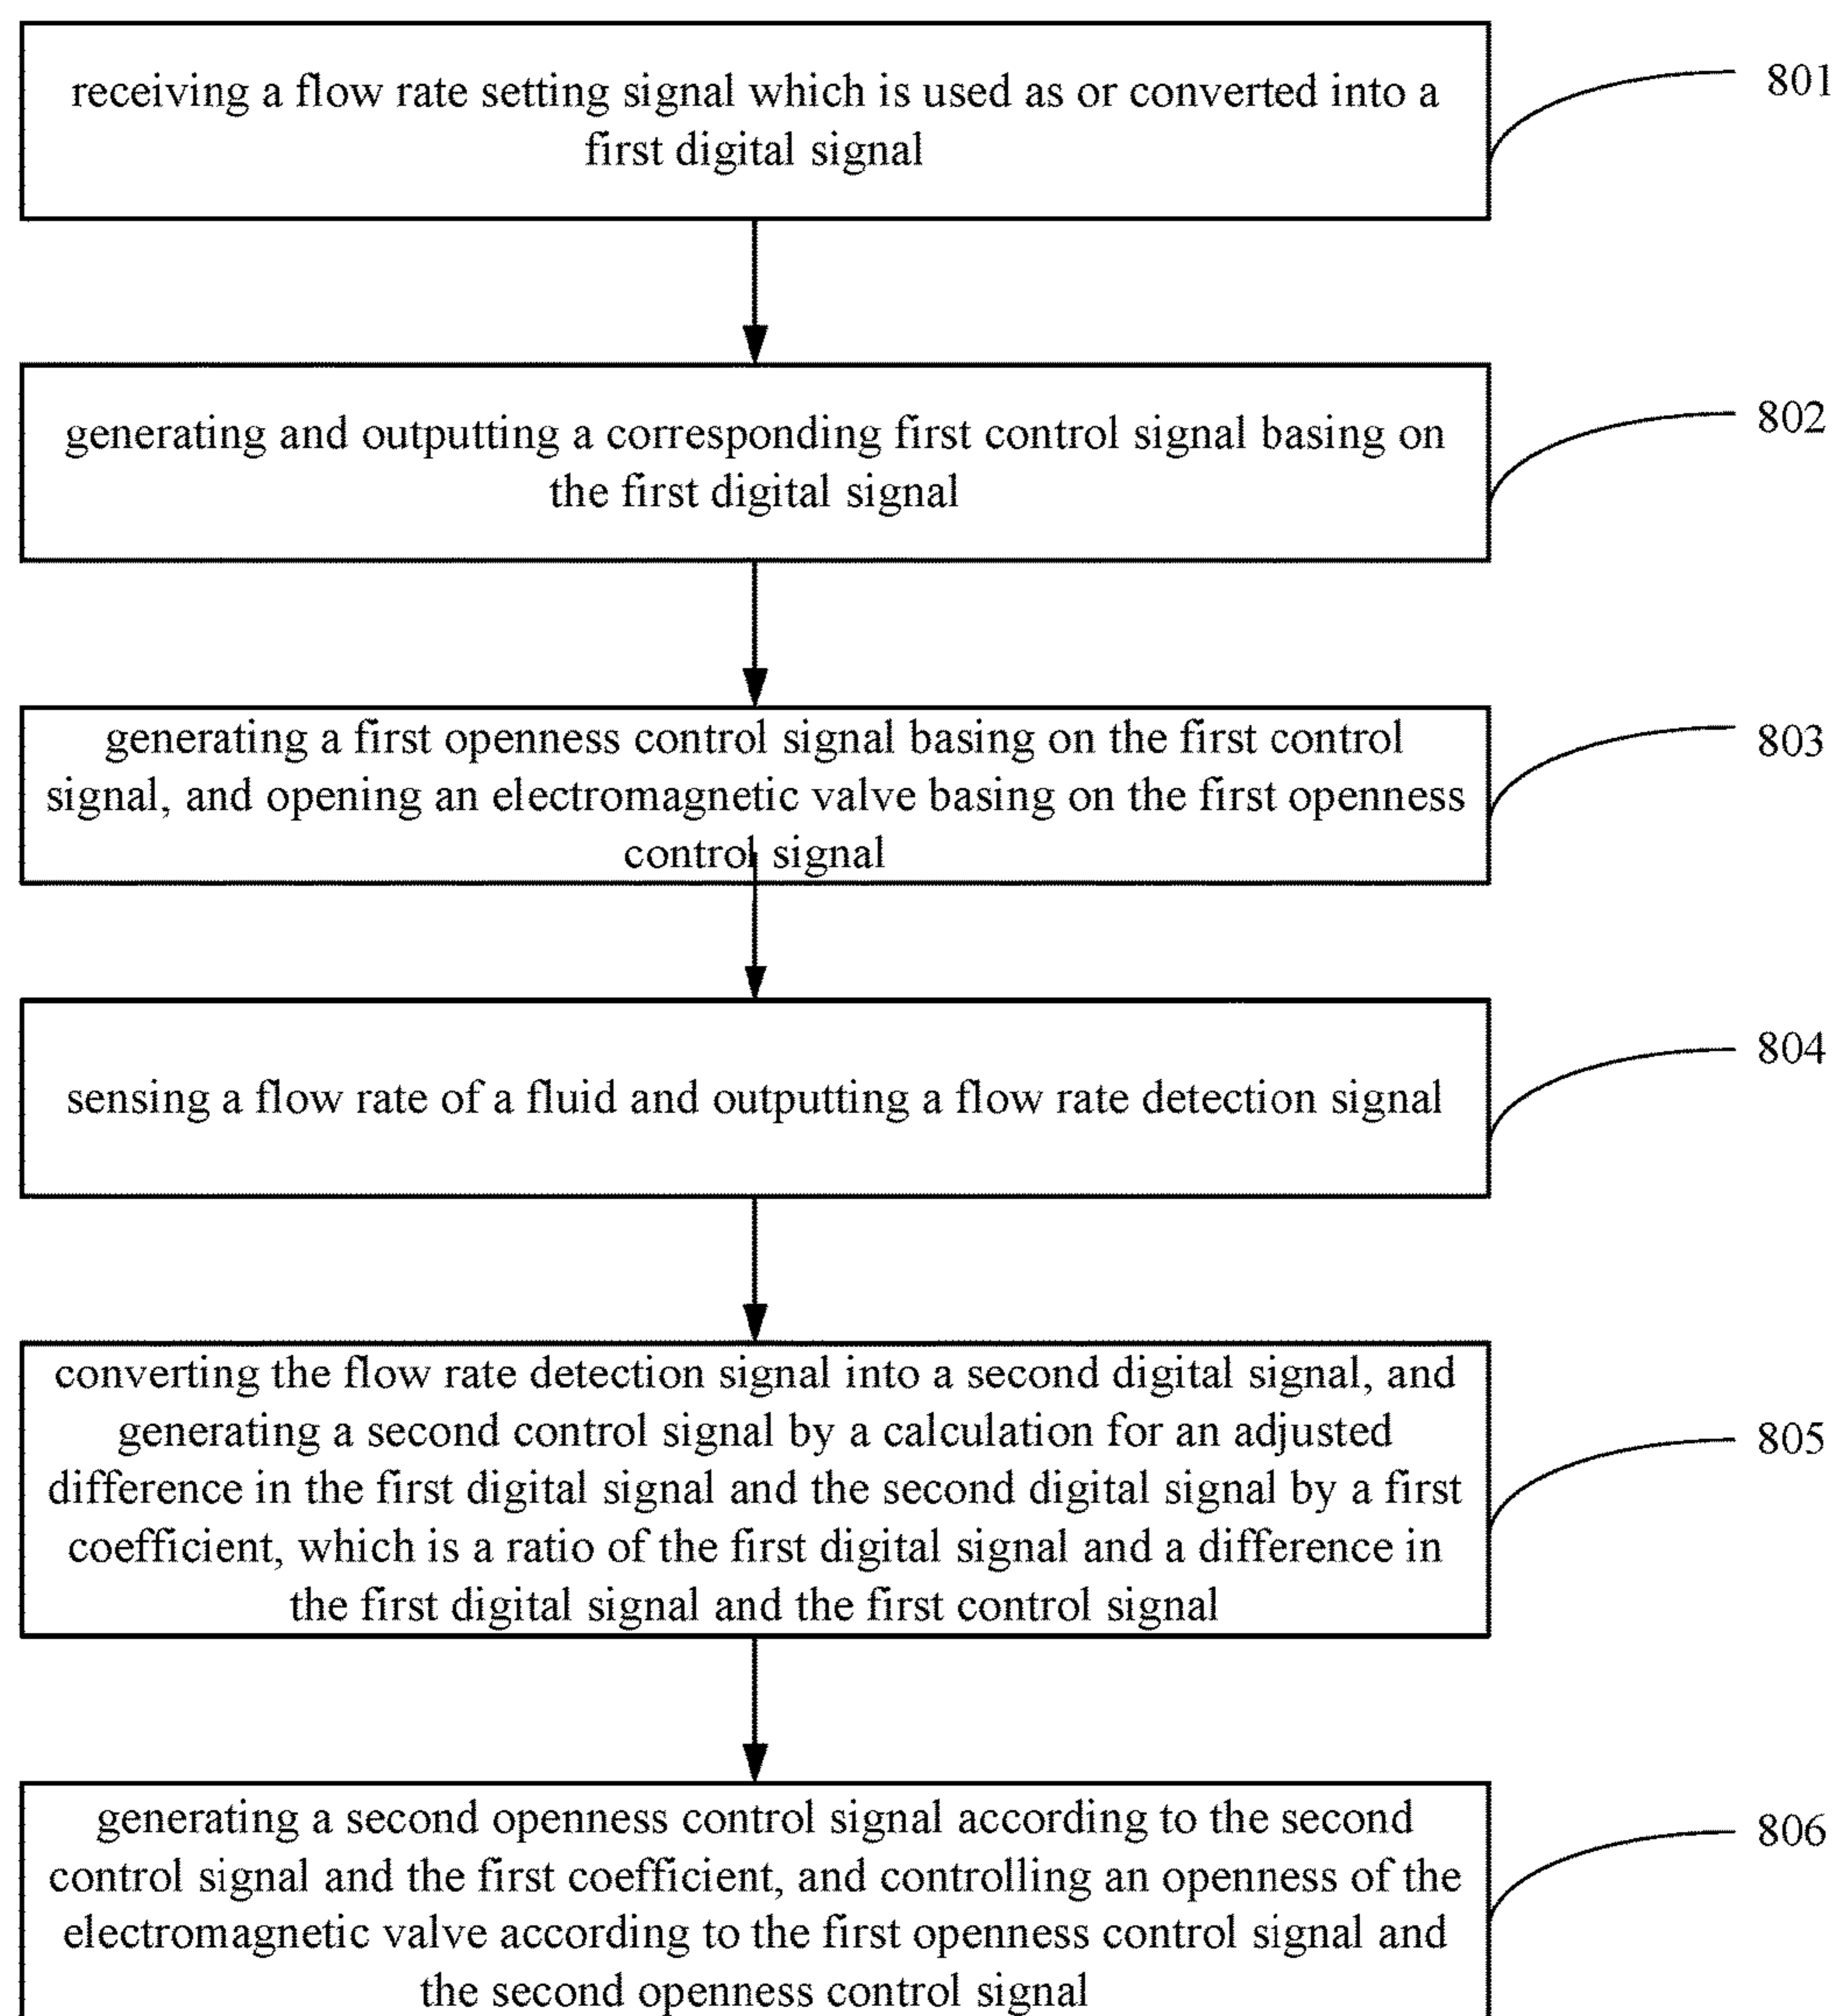 receiving a flow rate setting signal which is used as or converted into a
first digital signal
801
generating and outputting a corresponding first control signal basing on
the first digital signal
802
generating a first openness control signal basing on the first control
signal, and opening an electromagnetic valve basing on the first openness
control signal
803
sensing a flow rate of a fluid and outputting a flow rate detection signal
804
converting the flow rate detection signal into a second digital signal, and
generating a second control signal by a calculation for an adjusted
difference in the first digital signal and the second digital signal by a first
coefficient, which is a ratio of the first digital signal and a difference in
the first digital signal and the first control signal
805
generating a second openness control signal according to the second
control signal and the first coefficient, and controlling an openness of the
electromagnetic valve according to the first openness control signal and
the second openness control signal
806